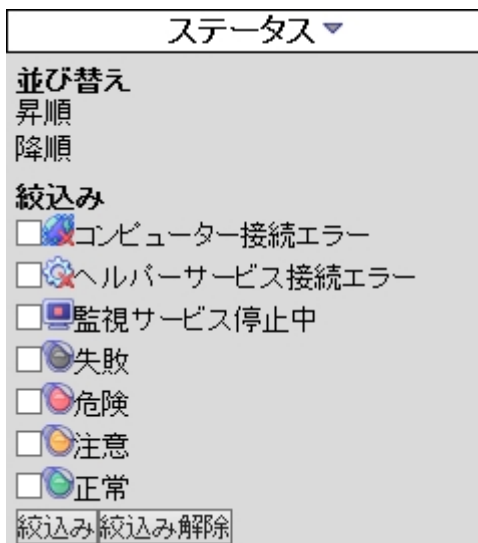 ステータス
並び替え
昇順
降順
絞込み
コンピューター接続エラー
ヘルパーサービス接続エラー
監視サービス停止中
失敗
危険
注意
正常
絞込み 絞込み解除